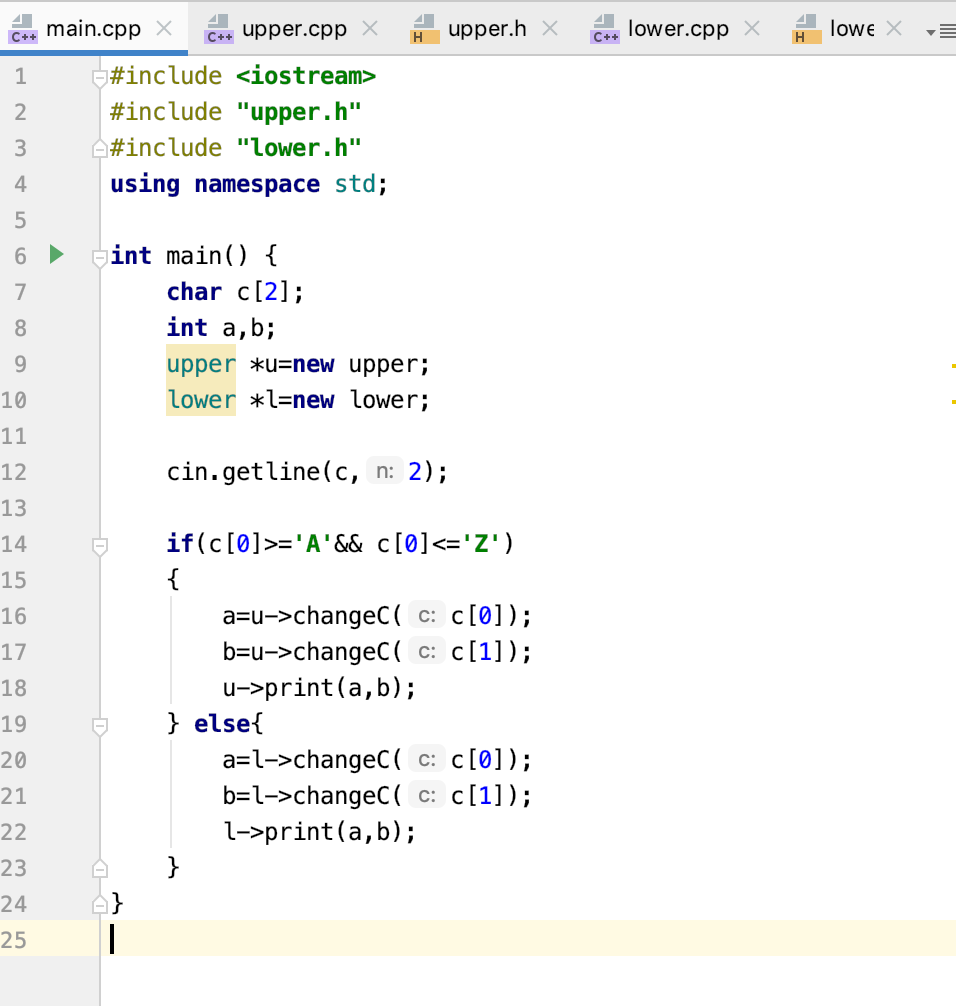 main.cpp upper.cpp upper.h lower.cpp lowe
1 #include <iostream>
2 #include "upper.h"
3 #include "lower.h"
4 using namespace std;
5
6 int main() {
7     char c[2];
8     int a,b;
9     upper *u=new upper;
10     lower *l=new lower;
11
12     cin.getline(c, n: 2);
13
14     if(c[0]>='A'&& c[0]<='Z')
15     {
16         a=u->changeC( c: c[0]);
17         b=u->changeC( c: c[1]);
18         u->print(a,b);
19     } else{
20         a=l->changeC( c: c[0]);
21         b=l->changeC( c: c[1]);
22         l->print(a,b);
23     }
24 }
25